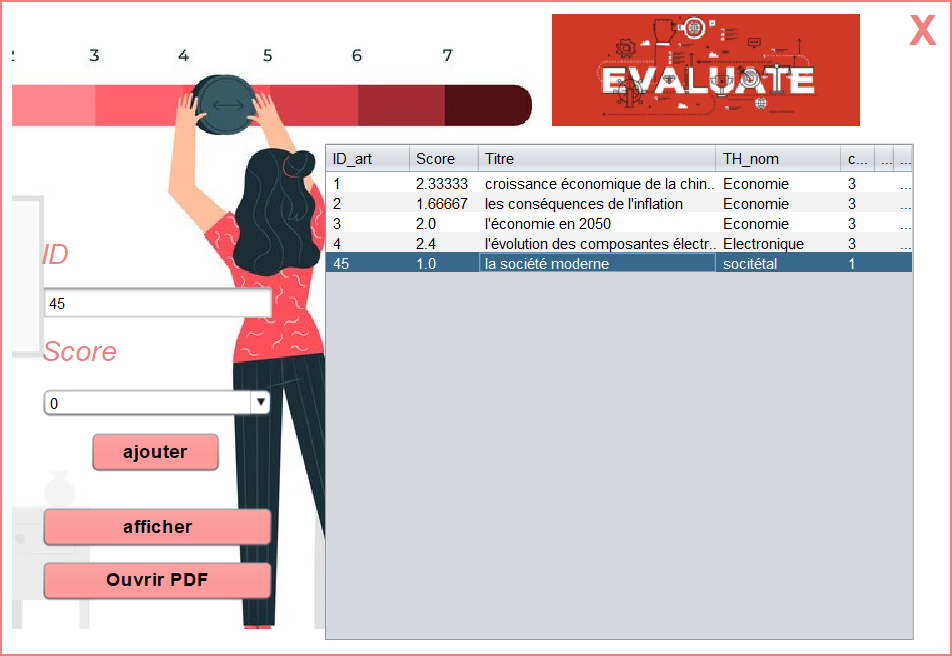 X
EVALUATE
3 4 5 6 7
ID_art Score Titre TH_nom c... ... ...
1 2.33333 croissance économique de la chin.. Economie 3 ...
2 1.66667 les conséquences de l'inflation Economie 3 ...
3 2.0 l'économie en 2050 Economie 3 ...
4 2.4 l'évolution des composantes électr.. Electronique 3 ...
45 1.0 la société moderne socitétal 1
ID
45
Score
0
ajouter
afficher
Ouvrir PDF